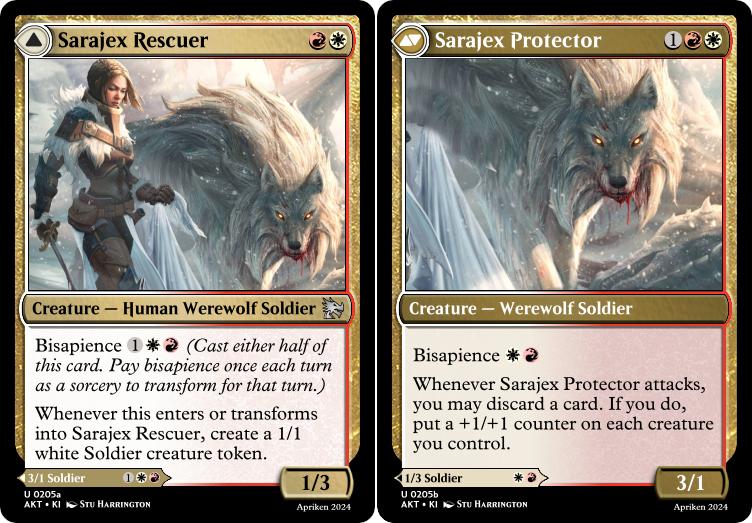 Sarajex Rescuer
Creature — Human Werewolf Soldier
Bisapience 1 (Cast either half of
this card. Pay bisapience once each turn
as a sorcery to transform for that turn.)
Whenever this enters or transforms
into Sarajex Rescuer, create a 1/1
white Soldier creature token.
3/1 Soldier 1
1/3
U 0205a
AKT • KI Stu Harrington
Apriken 2024
Sarajex Protector 1
Creature — Werewolf Soldier
Bisapience
Whenever Sarajex Protector attacks,
you may discard a card. If you do,
put a +1/+1 counter on each creature
you control.
1/3 Soldier
3/1
U 0205b
AKT • KI Stu Harrington
Apriken 2024